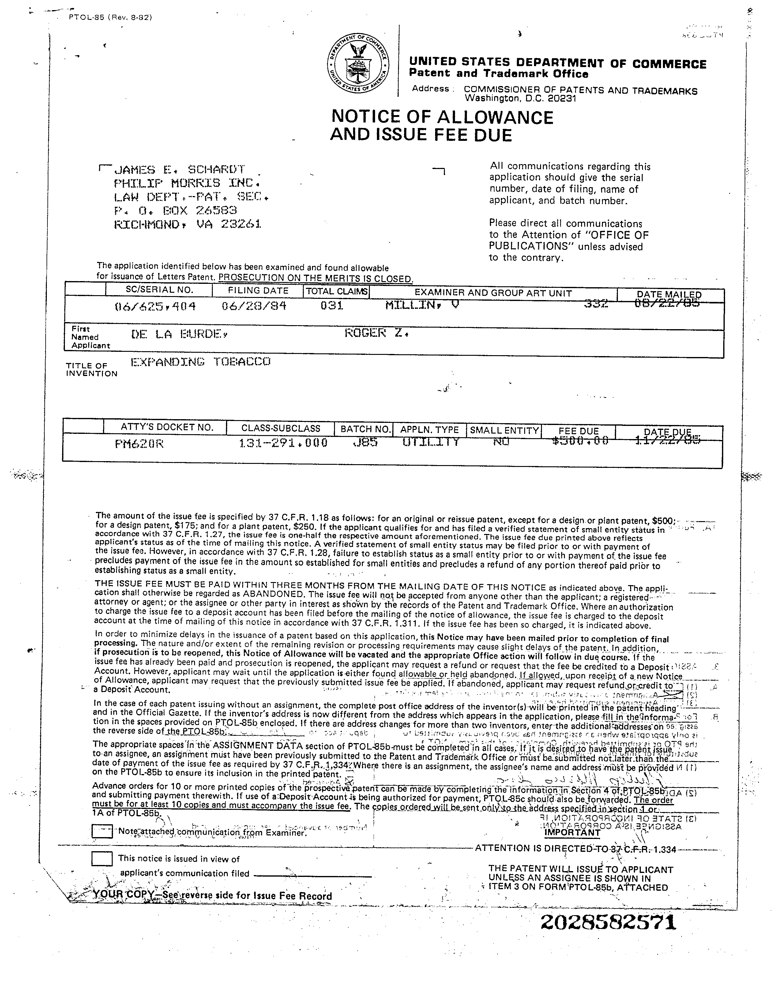 PTOL-85 (Rev. 8-82)
UNITED STATES DEPARTMENT OF COMMERCE
Patent and Trademark Office
Address : COMMISSIONER OF PATENTS AND TRADEMARKS
Washington, D.C. 20231
NOTICE OF ALLOWANCE
AND ISSUE FEE DUE
JAMES E. SCHARDT
PHILIP MORRIS INC.
LAW DEPT.-PAT. SEC.
P. O. BOX 26583
RICHMOND, VA 23261
All communications regarding this
application should give the serial
number, date of filing, name of
applicant, and batch number.
Please direct all communications
to the Attention of "OFFICE OF
PUBLICATIONS" unless advised
to the contrary.
The application identified below has been examined and found allowable
for issuance of Letters Patent. PROSECUTION ON THE MERITS IS CLOSED.
SC/SERIAL NO. FILING DATE TOTAL CLAIMS EXAMINER AND GROUP ART UNIT DATE MAILED
06/625,404 06/28/84 031 MILLIN, V 332 08/22/85
First
Named
Applicant
DE LA BURDE, ROGER Z.
TITLE OF
INVENTION
EXPANDING TOBACCO
ATTY'S DOCKET NO. CLASS-SUBCLASS BATCH NO. APPLN. TYPE SMALL ENTITY FEE DUE DATE DUE
PM620R 131-291.000 J85 UTILITY NO $500.00 11/22/85
The amount of the issue fee is specified by 37 C.F.R. 1.18 as follows: for an original or reissue patent, except for a design or plant patent, $500;
for a design patent, $175; and for a plant patent, $250. If the applicant qualifies for and has filed a verified statement of small entity status in
accordance with 37 C.F.R. 1.27, the issue fee is one-half the respective amount aforementioned. The issue fee due printed above reflects
applicant's status as of the time of mailing this notice. A verified statement of small entity status may be filed prior to or with payment of
the issue fee. However, in accordance with 37 C.F.R. 1.28, failure to establish status as a small entity prior to or with payment of the issue fee
precludes payment of the issue fee in the amount so established for small entities and precludes a refund of any portion thereof paid prior to
establishing status as a small entity.
THE ISSUE FEE MUST BE PAID WITHIN THREE MONTHS FROM THE MAILING DATE OF THIS NOTICE as indicated above. The appli-
cation shall otherwise be regarded as ABANDONED. The issue fee will not be accepted from anyone other than the applicant; a registered
attorney or agent; or the assignee or other party in interest as shown by the records of the Patent and Trademark Office. Where an authorization
to charge the issue fee to a deposit account has been filed before the mailing of the notice of allowance, the issue fee is charged to the deposit
account at the time of mailing of this notice in accordance with 37 C.F.R. 1.311. If the issue fee has been so charged, it is indicated above.
In order to minimize delays in the issuance of a patent based on this application, this Notice may have been mailed prior to completion of final
processing. The nature and/or extent of the remaining revision or processing requirements may cause slight delays of the patent. In addition,
if prosecution is to be reopened, this Notice of Allowance will be vacated and the appropriate Office action will follow in due course. If the
issue fee has already been paid and prosecution is reopened, the applicant may request a refund or request that the fee be credited to a Deposit
Account. However, applicant may wait until the application is either found allowable or held abandoned. If allowed, upon receipt of a new Notice
of Allowance, applicant may request that the previously submitted issue fee be applied. If abandoned, applicant may request refund or credit to
a Deposit Account.
In the case of each patent issuing without an assignment, the complete post office address of the inventor(s) will be printed in the patent heading
and in the Official Gazette. If the inventor's address is now different from the address which appears in the application, please fill in the informa-
tion in the spaces provided on PTOL-85b enclosed. If there are address changes for more than two inventors, enter the additional addresses on
the reverse side of the PTOL-85b.
The appropriate spaces in the ASSIGNMENT DATA section of PTOL-85b must be completed in all cases. If it is desired to have the patent issue
to an assignee, an assignment must have been previously submitted to the Patent and Trademark Office or must be submitted not later than the
date of payment of the issue fee as required by 37 C.F.R. 1.334. Where there is an assignment, the assignee's name and address must be provided
on the PTOL-85b to ensure its inclusion in the printed patent.
Advance orders for 10 or more printed copies of the prospective patent can be made by completing the information in Section 4 of PTOL-85b
and submitting payment therewith. If use of a Deposit Account is being authorized for payment, PTOL-85c should also be forwarded. The order
must be for at least 10 copies and must accompany the issue fee. The copies ordered will be sent only to the address specified in section 1 or
1A of PTOL-85b.
Note attached communication from Examiner.
IMPORTANT
ATTENTION IS DIRECTED TO 37 C.F.R. 1.334
This notice is issued in view of
applicant's communication filed
THE PATENT WILL ISSUE TO APPLICANT
UNLESS AN ASSIGNEE IS SHOWN IN
ITEM 3 ON FORM PTOL-85b, ATTACHED
YOUR COPY—See reverse side for Issue Fee Record
2028582571